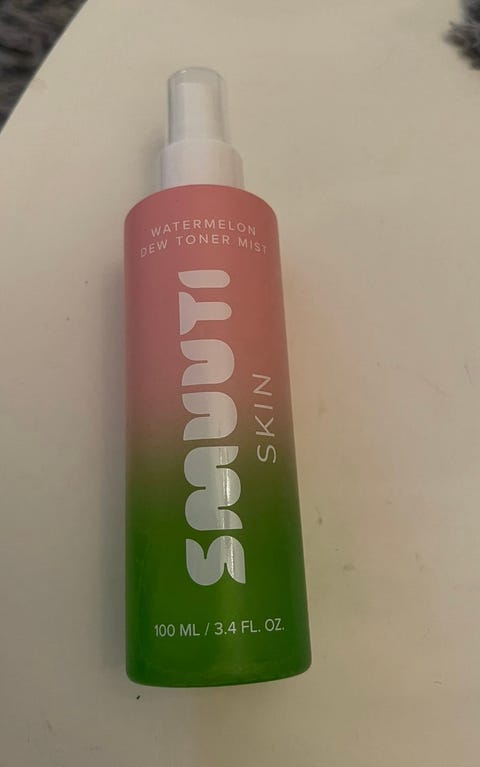 WATERMELON
DEW TONER MIST
SMUUTI
SKIN
100 ML / 3.4 FL. OZ.